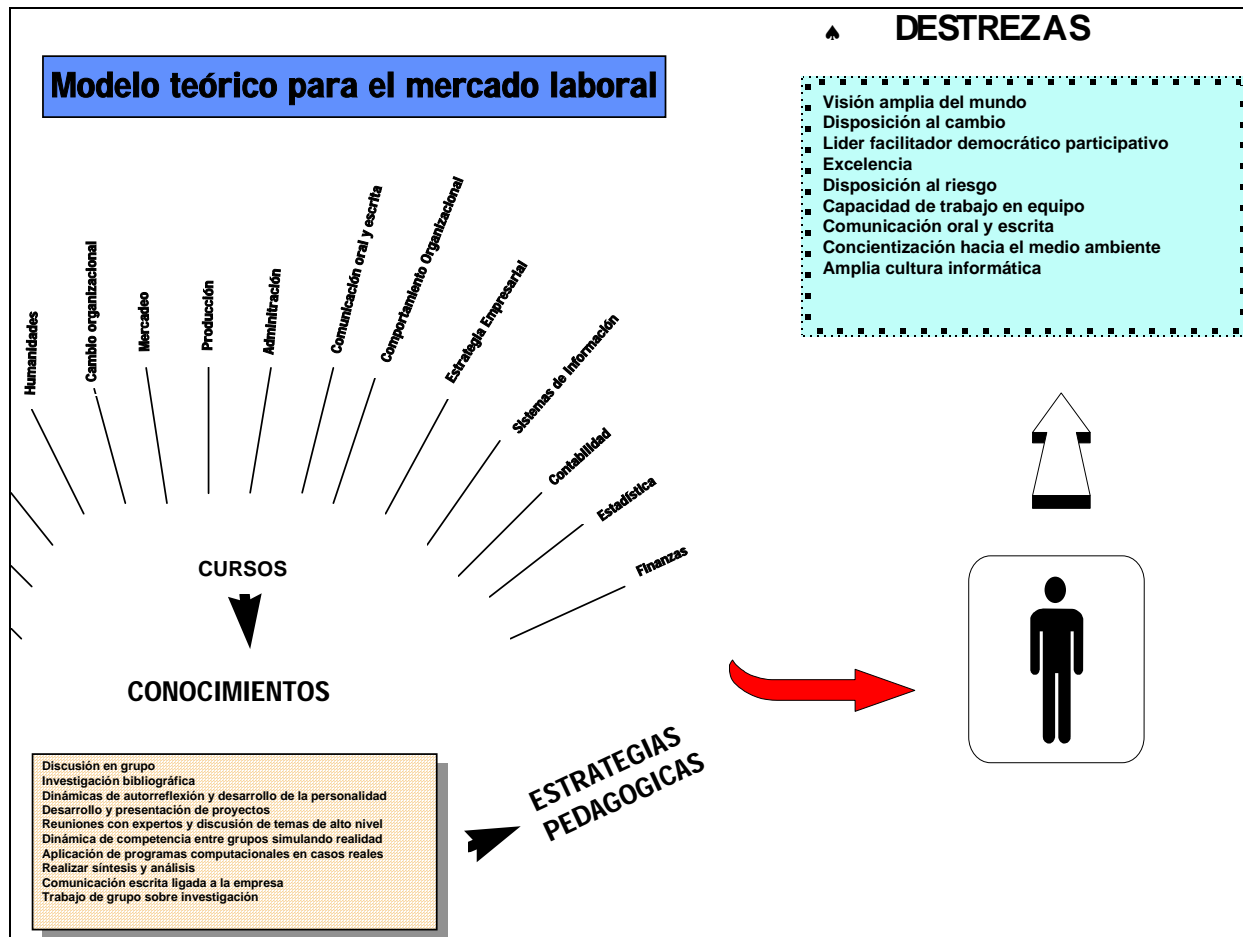 DESTREZAS
Modelo teórico para el mercado laboral
Visión amplia del mundo
Disposición al cambio
Lider facilitador democrático participativo
Excelencia
Disposición al riesgo
Capacidad de trabajo en equipo
Comunicación oral y escrita
Concientización hacia el medio ambiente
Amplia cultura informática
Humanidades
Cambio organizacional
Mercadeo
Producción
Adminitración
Comunicación oral y escrita
Comportamiento Organizacional
Estrategia Empresarial
Sistemas de Información
Contabilidad
Estadística
Finanzas
CURSOS
CONOCIMIENTOS
Discusión en grupo
Investigación bibliográfica
Dinámicas de autorreflexión y desarrollo de la personalidad
Desarrollo y presentación de proyectos
Reuniones con expertos y discusión de temas de alto nivel
Dinámica de competencia entre grupos simulando realidad
Aplicación de programas computacionales en casos reales
Realizar síntesis y análisis
Comunicación escrita ligada a la empresa
Trabajo de grupo sobre investigación
ESTRATEGIAS
PEDAGOGICAS